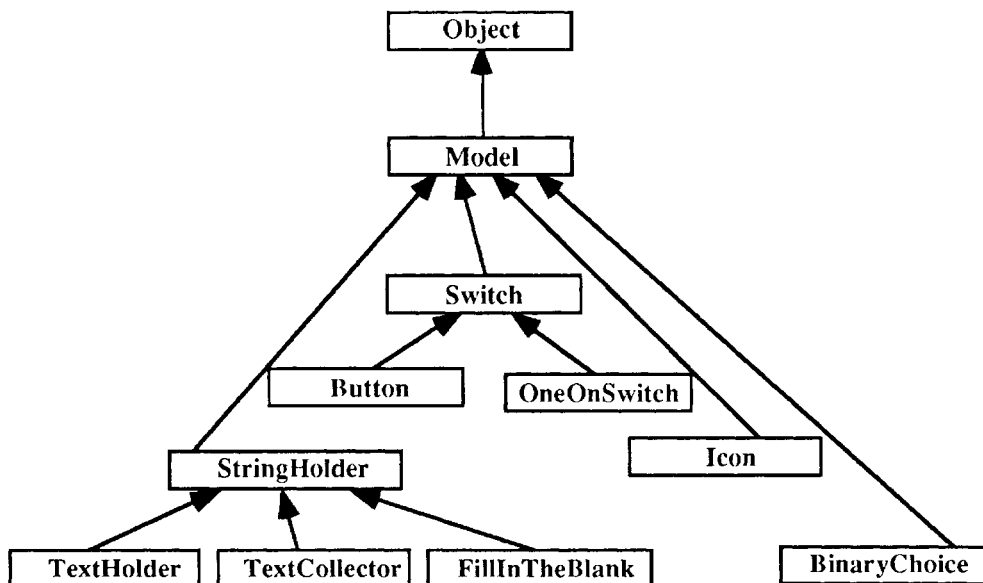 Object
Model
Switch
Button
OneOnSwitch
Icon
StringHolder
TextHolder
TextCollector
FillInTheBlank
BinaryChoice